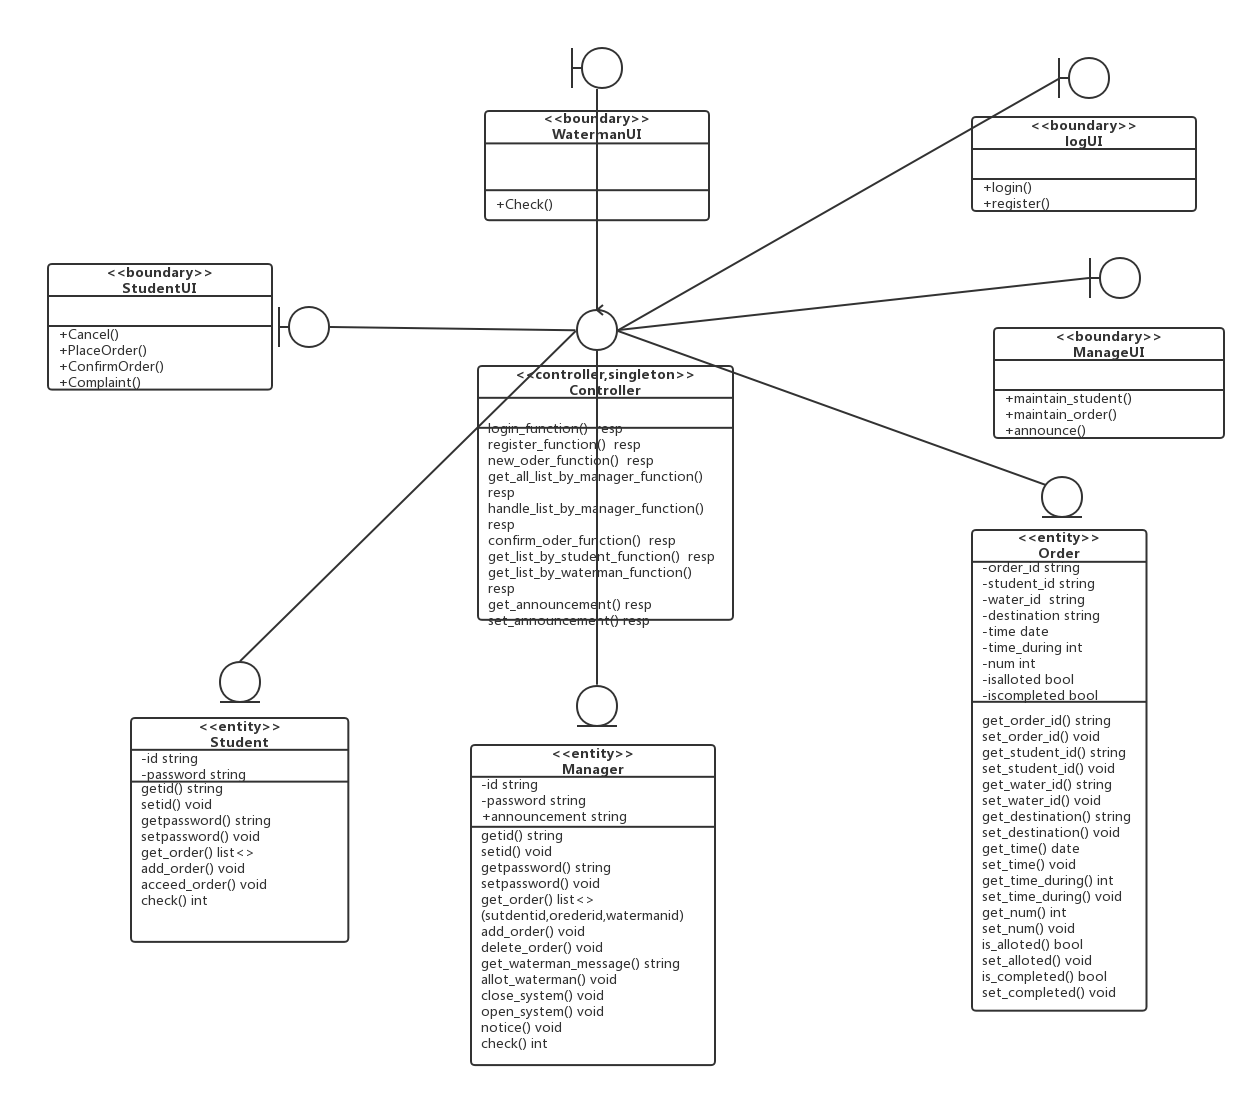 <<boundary>>
WatermanUI
+Check()
<<boundary>>
logUI
+login()
+register()
<<boundary>>
StudentUI
+Cancel()
+PlaceOrder()
+ConfirmOrder()
+Complaint()
<<boundary>>
ManageUI
+maintain_student()
+maintain_order()
+announce()
<<controller,singleton>>
Controller
login_function()  resp
register_function()  resp
new_oder_function()  resp
get_all_list_by_manager_function()
resp
handle_list_by_manager_function()
resp
confirm_oder_function()  resp
get_list_by_student_function()  resp
get_list_by_waterman_function()
resp
get_announcement() resp
set_announcement() resp
<<entity>>
Order
-order_id string
-student_id string
-water_id  string
-destination string
-time date
-time_during int
-num int
-isalloted bool
-iscompleted bool
get_order_id() string
set_order_id() void
get_student_id() string
set_student_id() void
get_water_id() string
set_water_id() void
get_destination() string
set_destination() void
get_time() date
set_time() void
get_time_during() int
set_time_during() void
get_num() int
set_num() void
is_alloted() bool
set_alloted() void
is_completed() bool
set_completed() void
<<entity>>
Student
-id string
-password string
getid() string
setid() void
getpassword() string
setpassword() void
get_order() list<>
add_order() void
acceed_order() void
check() int
<<entity>>
Manager
-id string
-password string
+announcement string
getid() string
setid() void
getpassword() string
setpassword() void
get_order() list<>
(sutdentid,orederid,watermanid)
add_order() void
delete_order() void
get_waterman_message() string
allot_waterman() void
close_system() void
open_system() void
notice() void
check() int